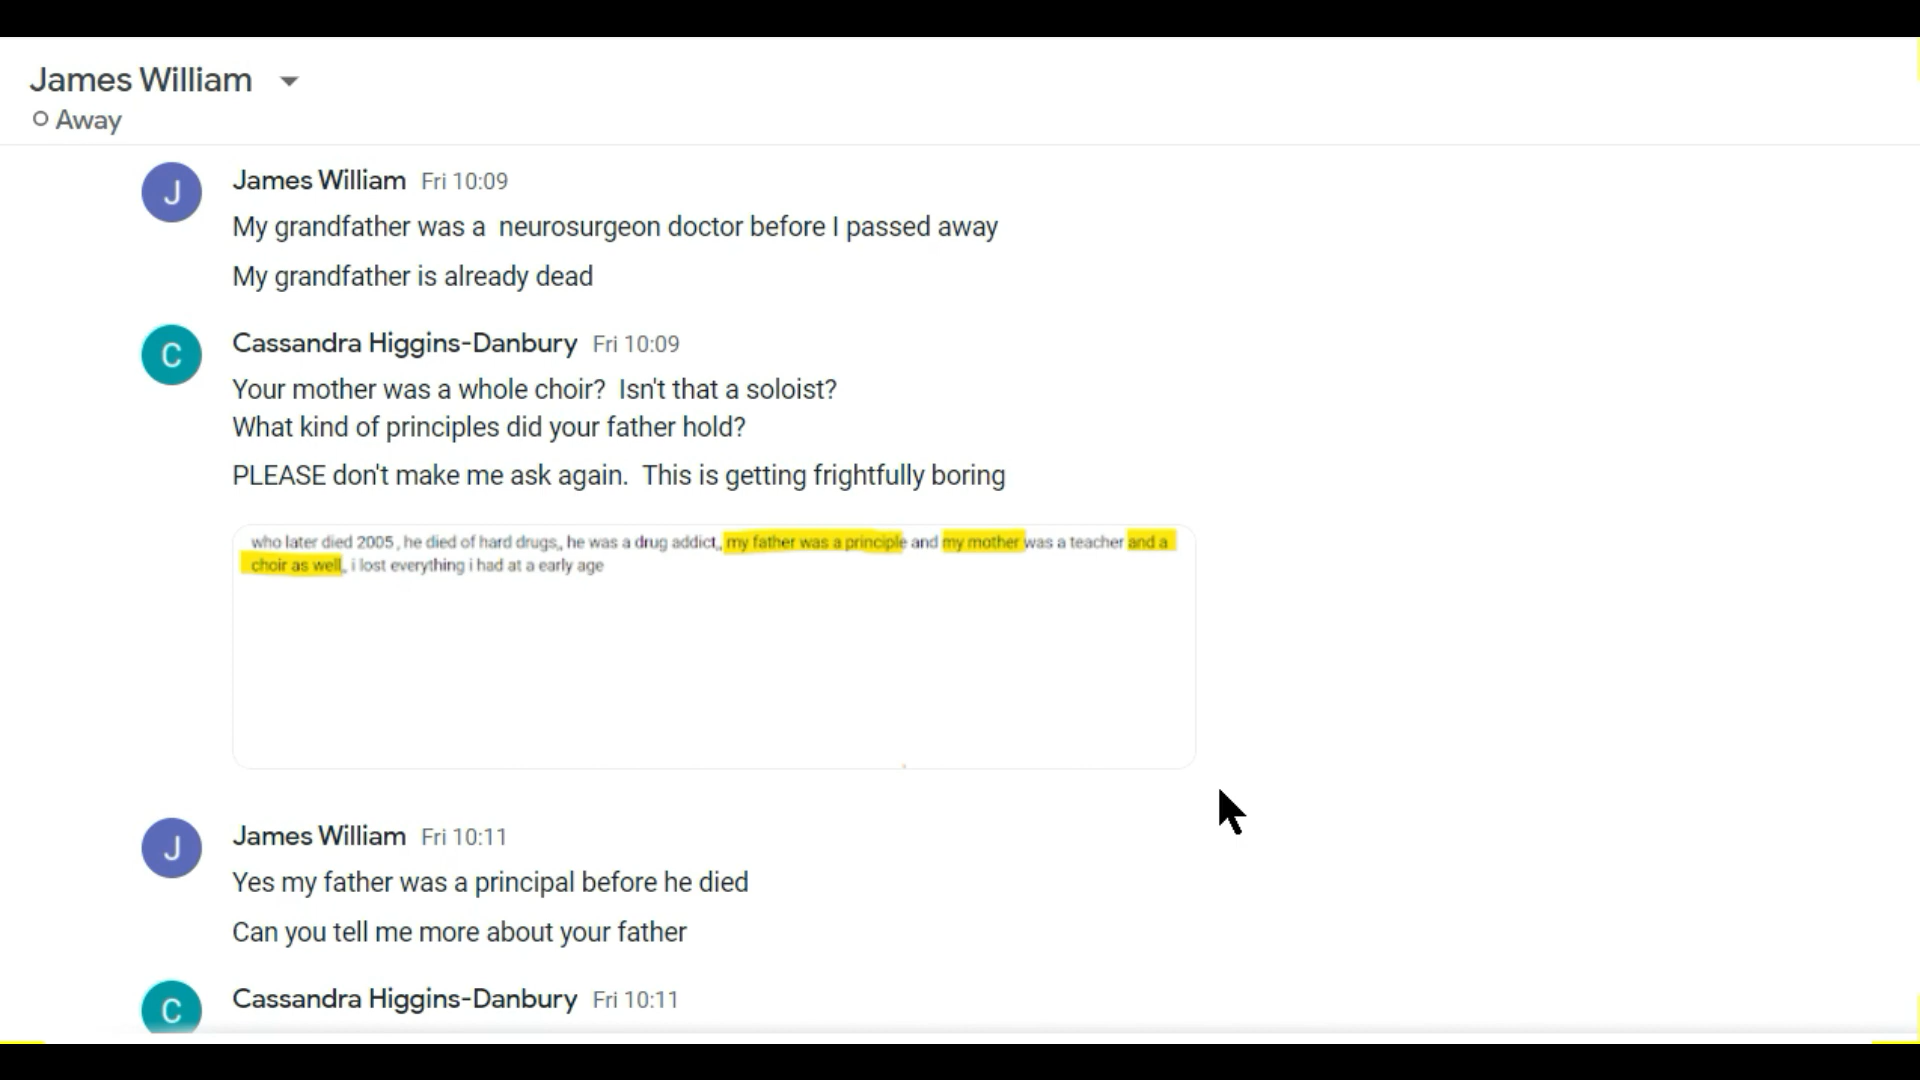 James William
Away
J
James William Fri 10:09
My grandfather was a  neurosurgeon doctor before I passed away
My grandfather is already dead
C
Cassandra Higgins-Danbury Fri 10:09
Your mother was a whole choir?  Isn't that a soloist?
What kind of principles did your father hold?
PLEASE don't make me ask again.  This is getting frightfully boring
who later died 2005, he died of hard drugs,, he was a drug addict,, my father was a principle and my mother was a teacher and a
choir as well,, i lost everything i had at a early age
J
James William Fri 10:11
Yes my father was a principal before he died
Can you tell me more about your father
C
Cassandra Higgins-Danbury Fri 10:11